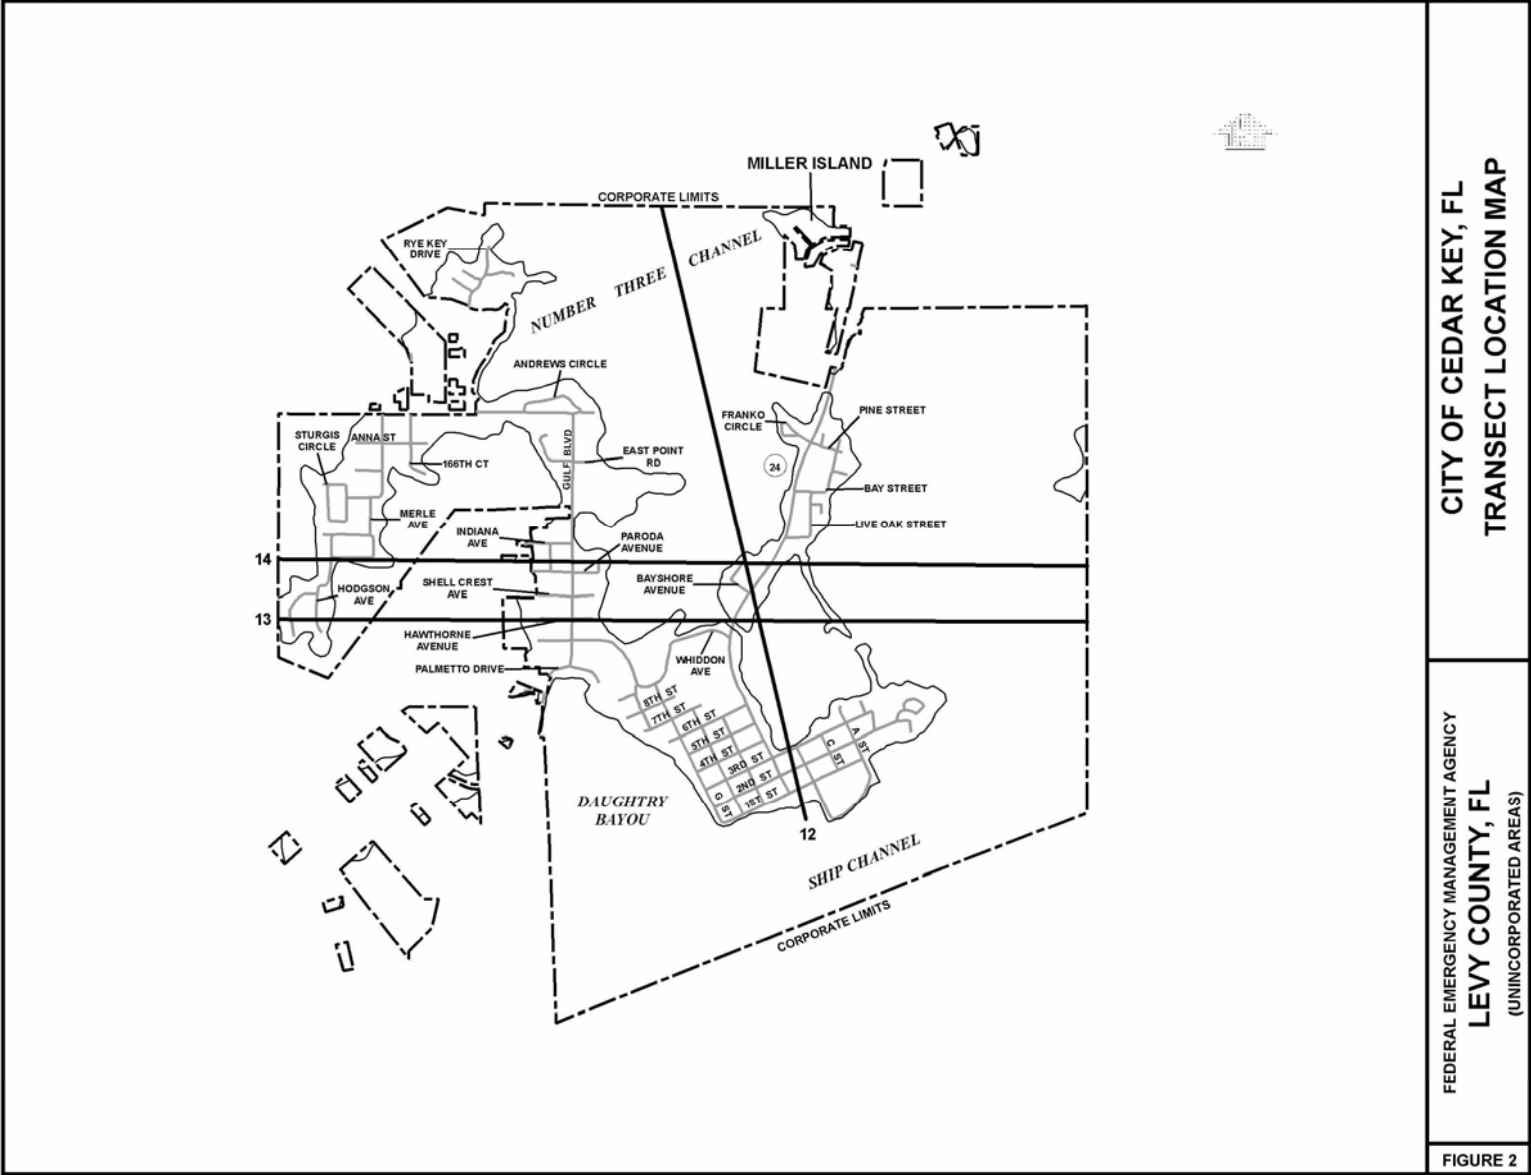 MILLER ISLAND
CORPORATE LIMITS
RYE KEY
DRIVE
NUMBER THREE CHANNEL
ANDREWS CIRCLE
FRANKO
CIRCLE
PINE STREET
STURGIS
CIRCLE
ANNA ST
166TH CT
GULF BLVD
EAST POINT
RD
24
BAY STREET
MERLE
AVE
LIVE OAK STREET
INDIANA
AVE
PARODA
AVENUE
14
HODGSON
AVE
SHELL CREST
AVE
BAYSHORE
AVENUE
13
HAWTHORNE
AVENUE
PALMETTO DRIVE
WHIDDON
AVE
8TH ST
7TH ST
6TH ST
5TH ST
4TH ST
3RD ST
2ND ST
1ST ST
G ST
C ST
A ST
DAUGHTRY
BAYOU
12
SHIP CHANNEL
CORPORATE LIMITS
CITY OF CEDAR KEY, FL
TRANSECT LOCATION MAP
FEDERAL EMERGENCY MANAGEMENT AGENCY
LEVY COUNTY, FL
(UNINCORPORATED AREAS)
FIGURE 2